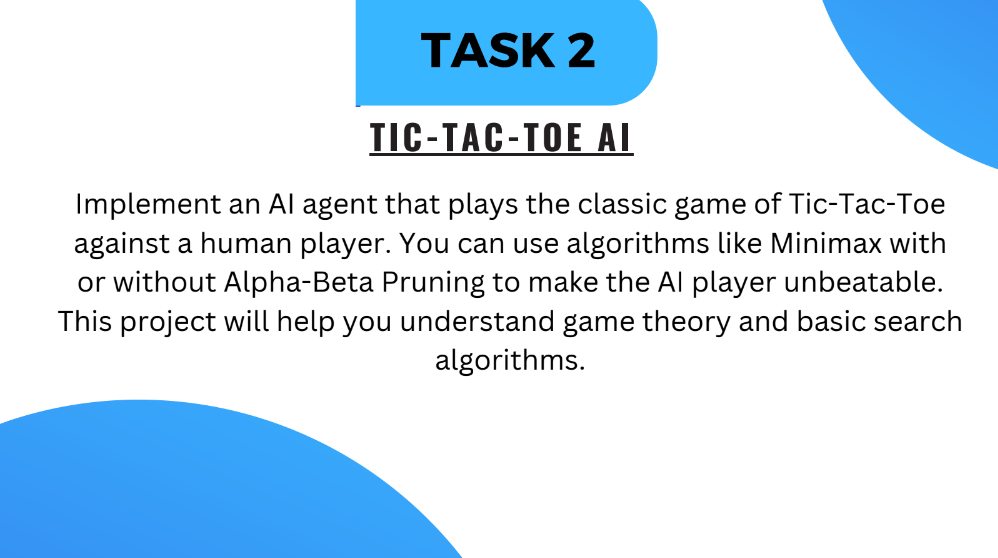 TASK 2
TIC-TAC-TOE AI
Implement an AI agent that plays the classic game of Tic-Tac-Toe
against a human player. You can use algorithms like Minimax with
or without Alpha-Beta Pruning to make the AI player unbeatable.
This project will help you understand game theory and basic search
algorithms.